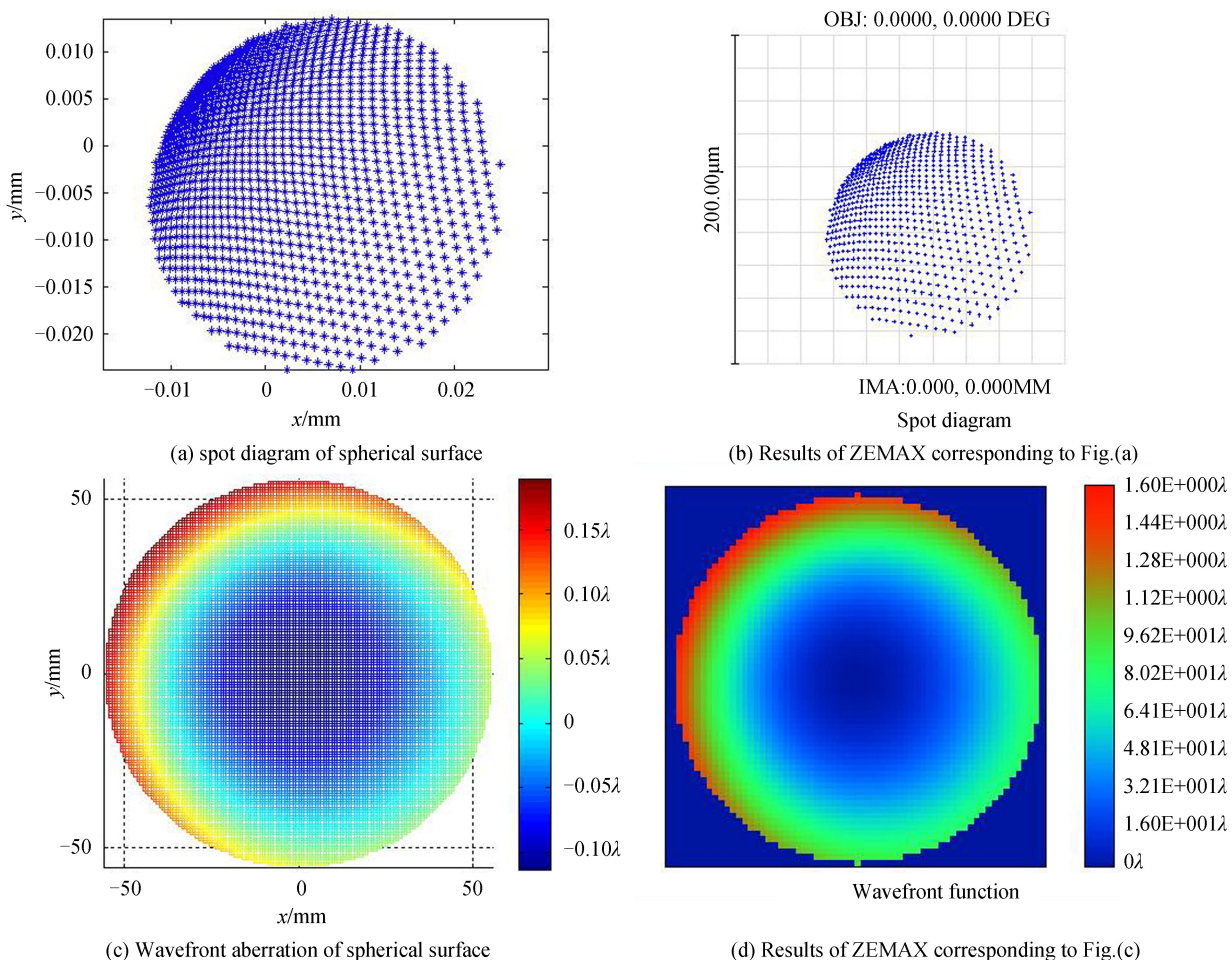 OBJ: 0.0000, 0.0000 DEG
0.010
0.005
0
−0.005
−0.010
−0.015
−0.020
y/mm
−0.01 0 0.01 0.02
x/mm
(a) spot diagram of spherical surface
200.00μm
IMA:0.000, 0.000MM
Spot diagram
(b) Results of ZEMAX corresponding to Fig.(a)
50
0
−50
y/mm
−50 0 50
x/mm
0.15λ
0.10λ
0.05λ
0
−0.05λ
−0.10λ
(c) Wavefront aberration of spherical surface
1.60E+000λ
1.44E+000λ
1.28E+000λ
1.12E+000λ
9.62E+001λ
8.02E+001λ
6.41E+001λ
4.81E+001λ
3.21E+001λ
1.60E+001λ
0λ
Wavefront function
(d) Results of ZEMAX corresponding to Fig.(c)